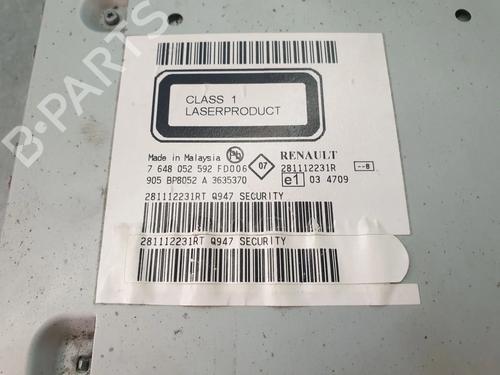 B-PARTS
CLASS 1
LASERPRODUCT
Made in Malaysia Pb 07 RENAULT
7 648 052 592 FD006 281112231R --B
905 BP8052 A 3635370 e1 03 4709
281112231RT Q947 SECURITY
281112231RT Q947 SECURITY